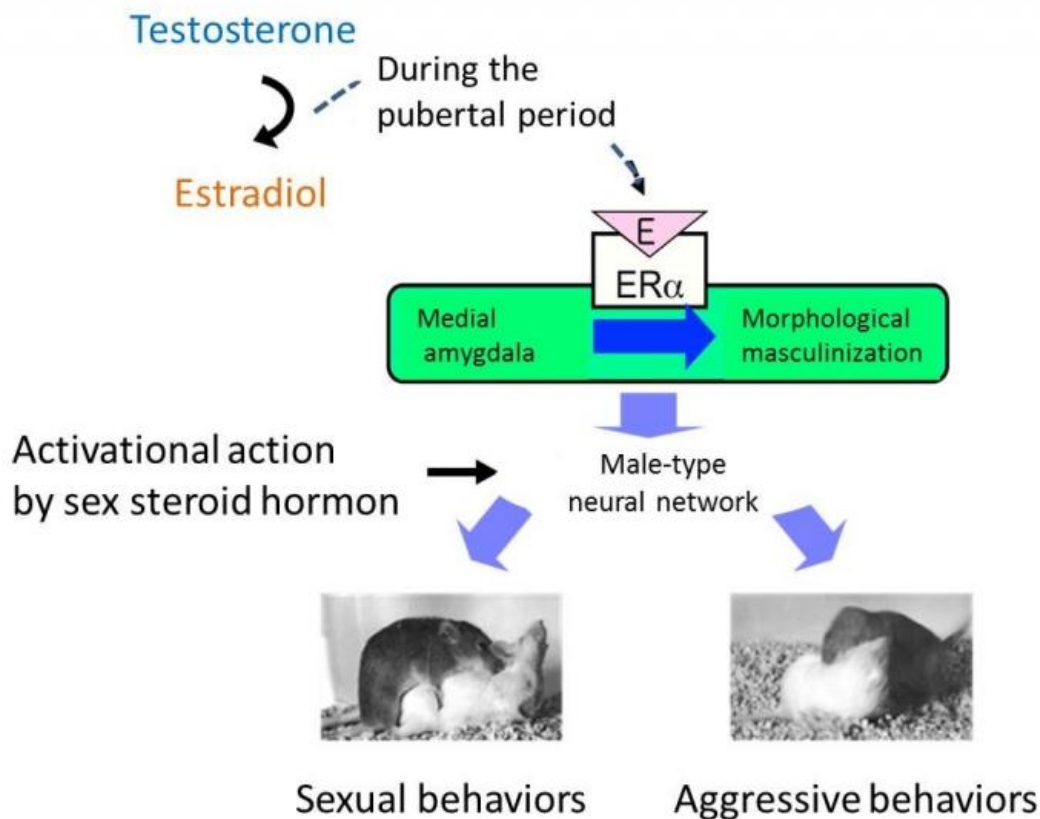 Testosterone
During the
pubertal period
Estradiol
E
ERα
Medial
amygdala
Morphological
masculinization
Activational action
by sex steroid hormon
Male-type
neural network
Sexual behaviors
Aggressive behaviors